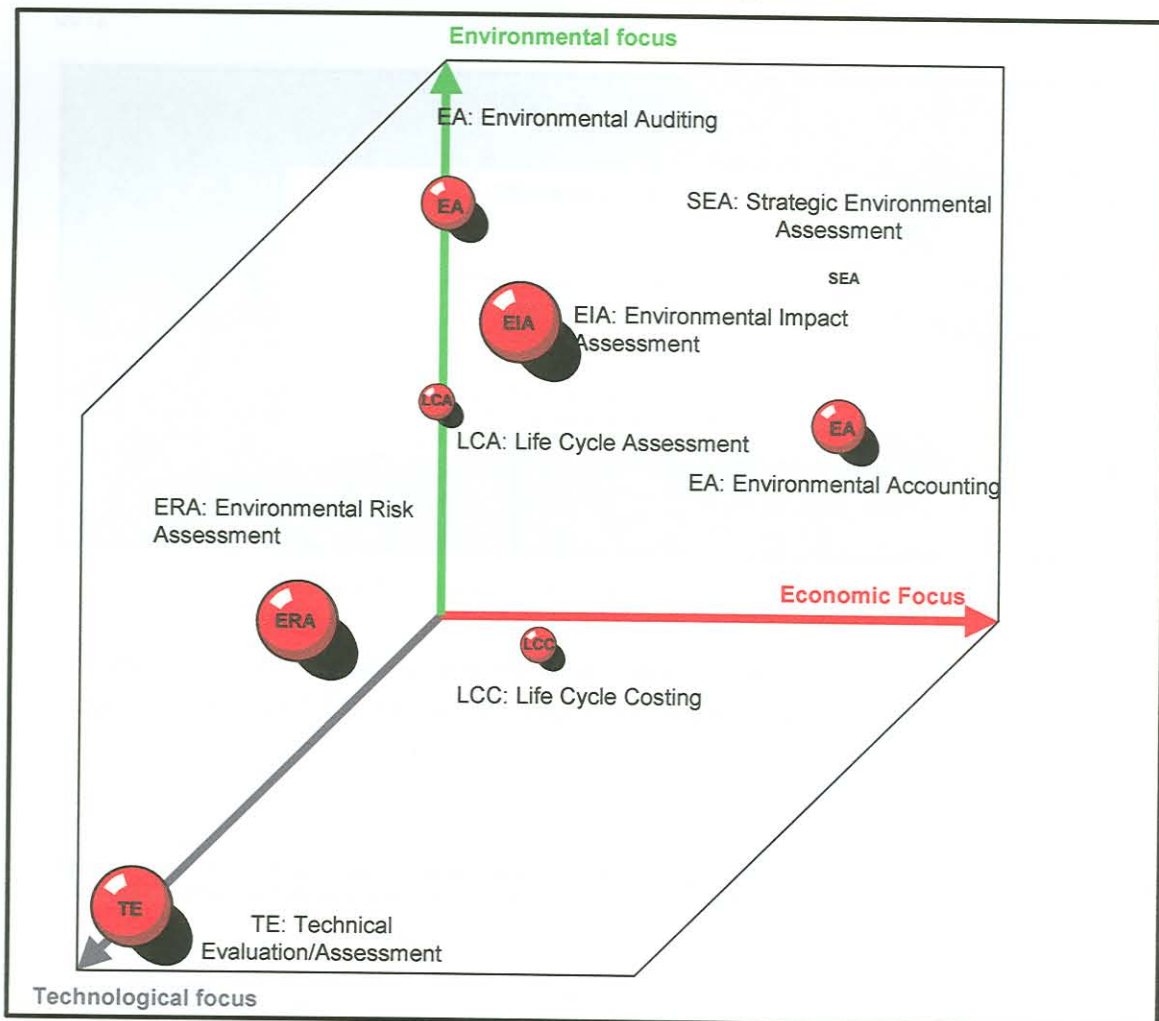 Environmental focus
EA: Environmental Auditing
EA
SEA: Strategic Environmental
Assessment
SEA
EIA
EIA: Environmental Impact
Assessment
LCA
LCA: Life Cycle Assessment
EA
EA: Environmental Accounting
ERA: Environmental Risk
Assessment
ERA
Economic Focus
LCC
LCC: Life Cycle Costing
TE
TE: Technical
Evaluation/Assessment
Technological focus